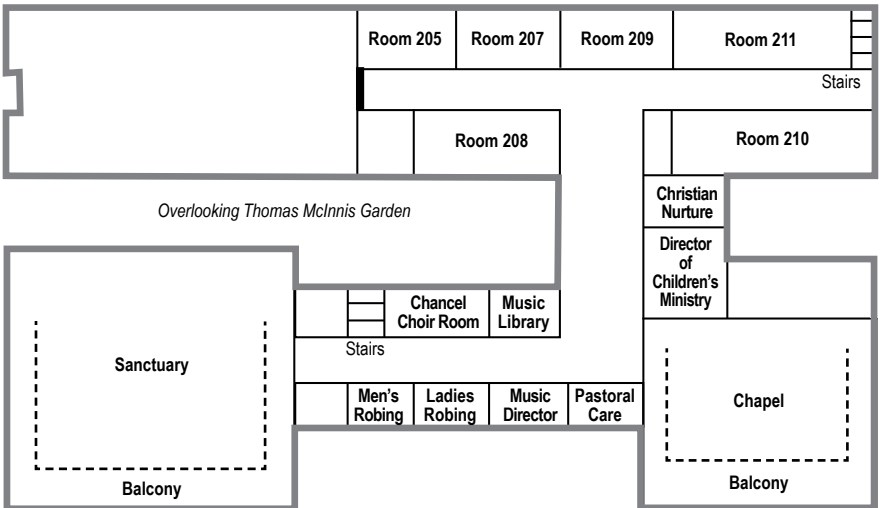 Room 205
Room 207
Room 209
Room 211
Stairs
Room 208
Room 210
Christian
Nurture
Overlooking Thomas McInnis Garden
Director
of
Children's
Ministry
Chancel
Choir Room
Music
Library
Stairs
Sanctuary
Men's
Robing
Ladies
Robing
Music
Director
Pastoral
Care
Chapel
Balcony
Balcony